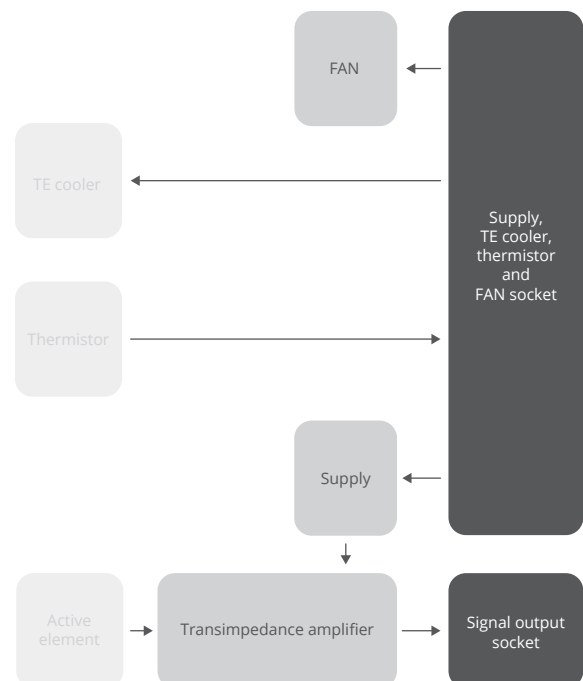 FAN
TE cooler
Supply,
TE cooler,
thermistor
and
FAN socket
Thermistor
Supply
Active
element
Transimpedance amplifier
Signal output
socket